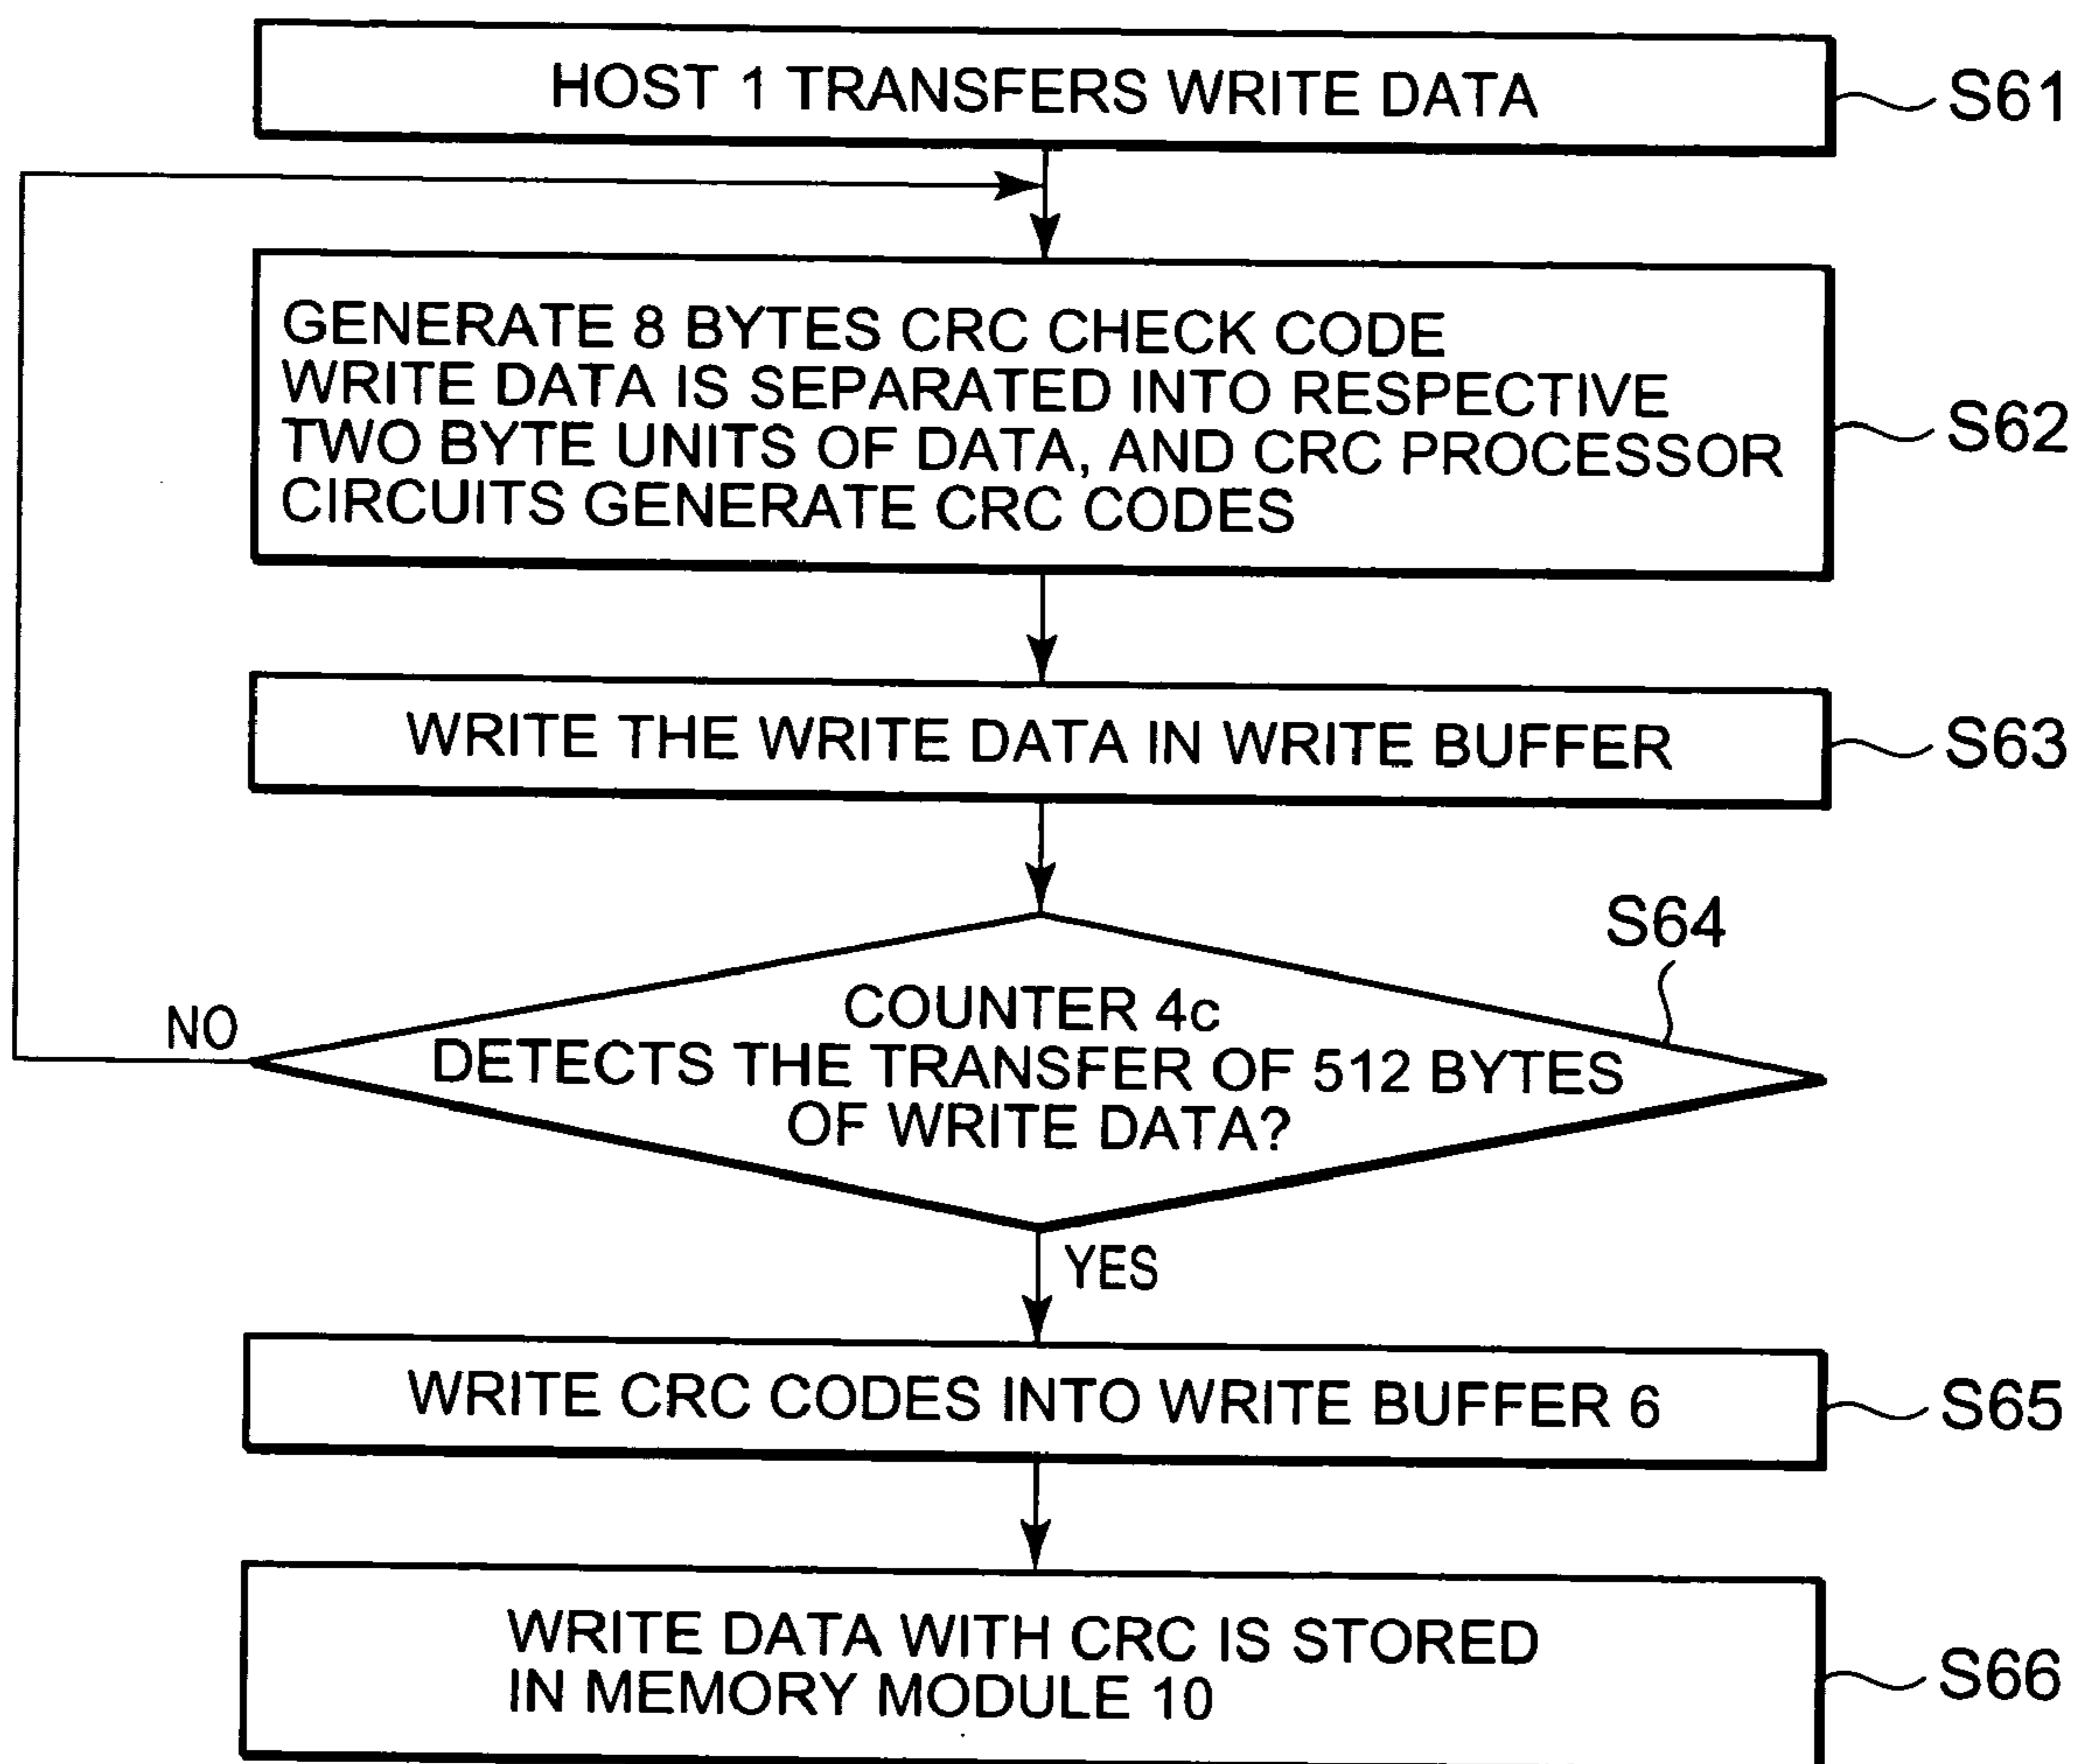 HOST 1 TRANSFERS WRITE DATA
S61
GENERATE 8 BYTES CRC CHECK CODE
WRITE DATA IS SEPARATED INTO RESPECTIVE
TWO BYTE UNITS OF DATA, AND CRC PROCESSOR
CIRCUITS GENERATE CRC CODES
S62
WRITE THE WRITE DATA IN WRITE BUFFER
S63
S64
COUNTER 4c
DETECTS THE TRANSFER OF 512 BYTES
OF WRITE DATA?
NO
YES
WRITE CRC CODES INTO WRITE BUFFER 6
S65
WRITE DATA WITH CRC IS STORED
IN MEMORY MODULE 10
S66